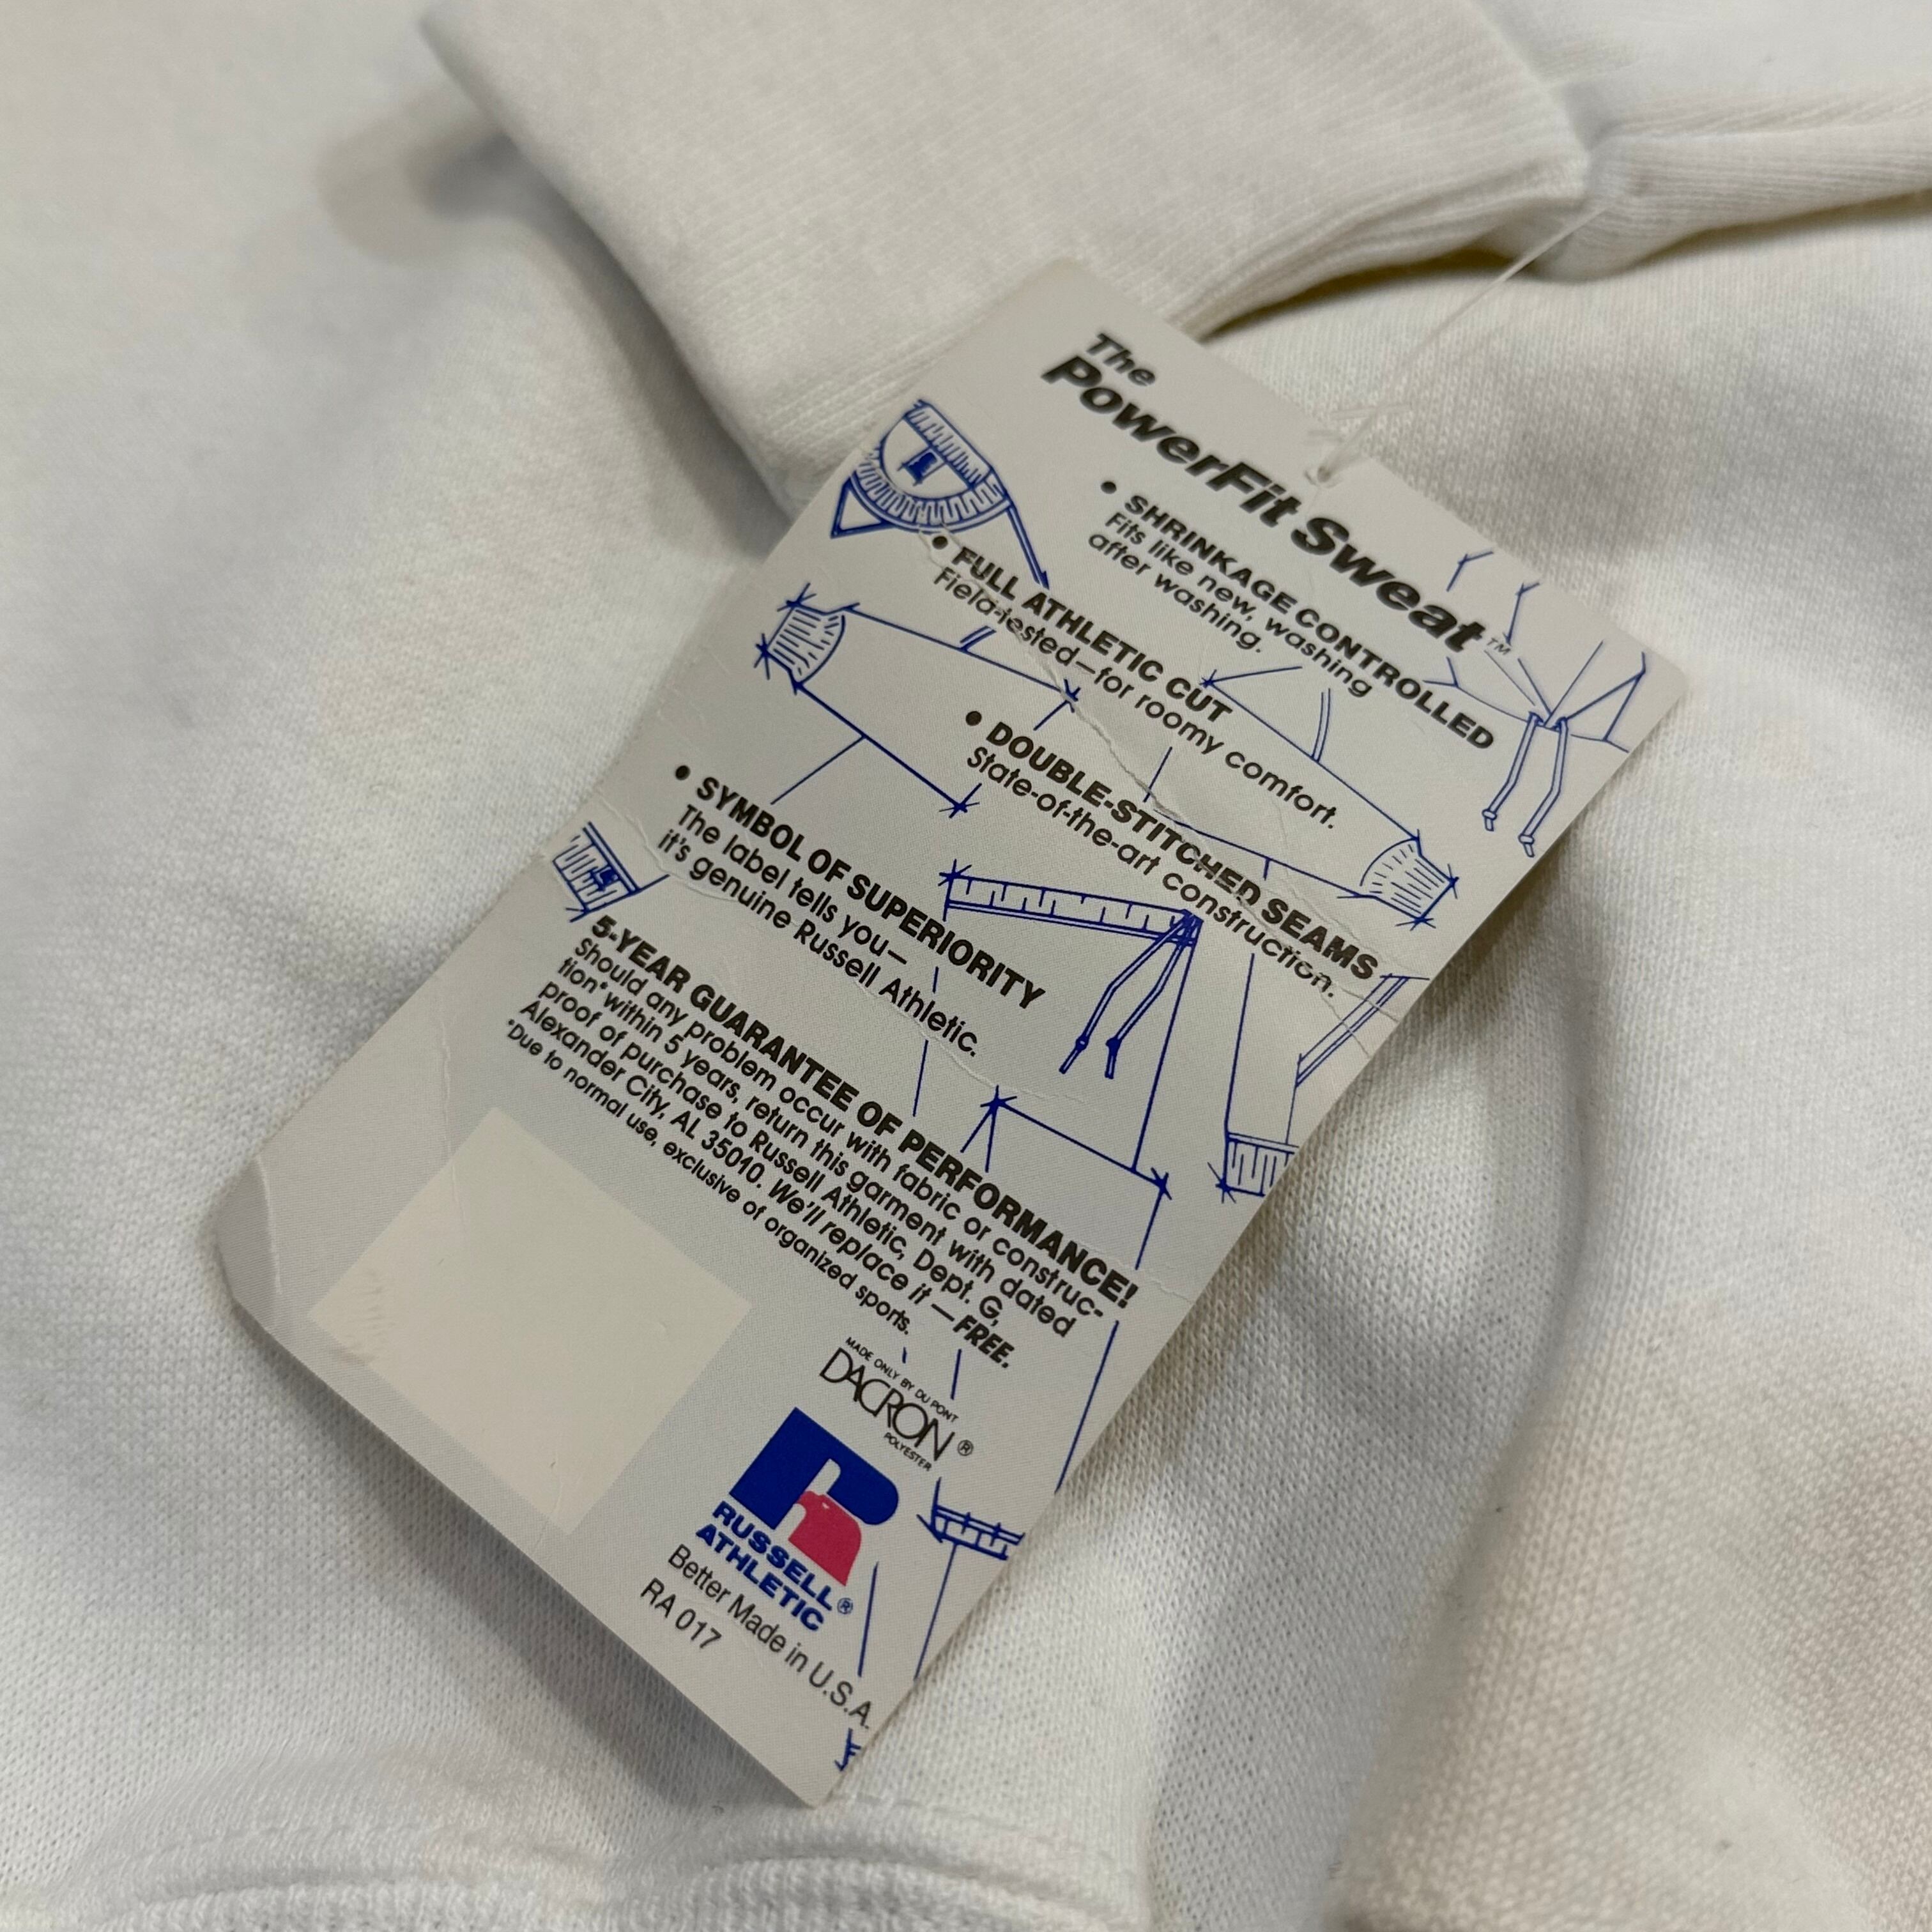 The
PowerFit Sweat™
• SHRINKAGE CONTROLLED
Fits like new, washing
after washing.
• FULL ATHLETIC CUT
Field-tested—for roomy comfort.
• DOUBLE-STITCHED SEAMS
State-of-the-art construction.
• SYMBOL OF SUPERIORITY
The label tells you—
it's genuine Russell Athletic.
5-YEAR GUARANTEE OF PERFORMANCE!
Should any problem occur with fabric or construc-
tion* within 5 years, return this garment with dated
proof of purchase to Russell Athletic, Dept. G,
Alexander City, AL 35010. We'll replace it —FREE.
*Due to normal use, exclusive of organized sports.
MADE ONLY BY DU PONT
DACRON®
POLYESTER
R
RUSSELL
ATHLETIC®
Better Made in U.S.A.
RA 017